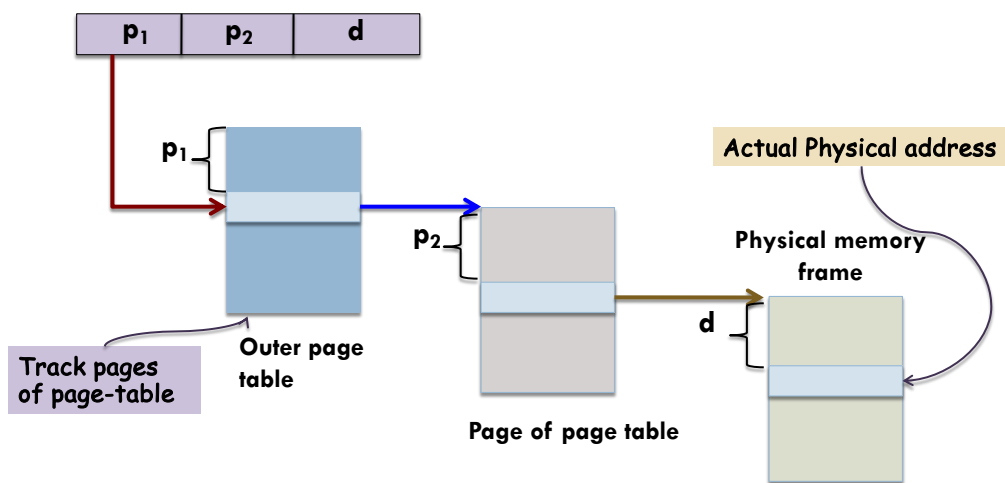 p₁ p₂ d
p₁
Actual Physical address
p₂
Physical memory
frame
d
Outer page
table
Track pages
of page-table
Page of page table